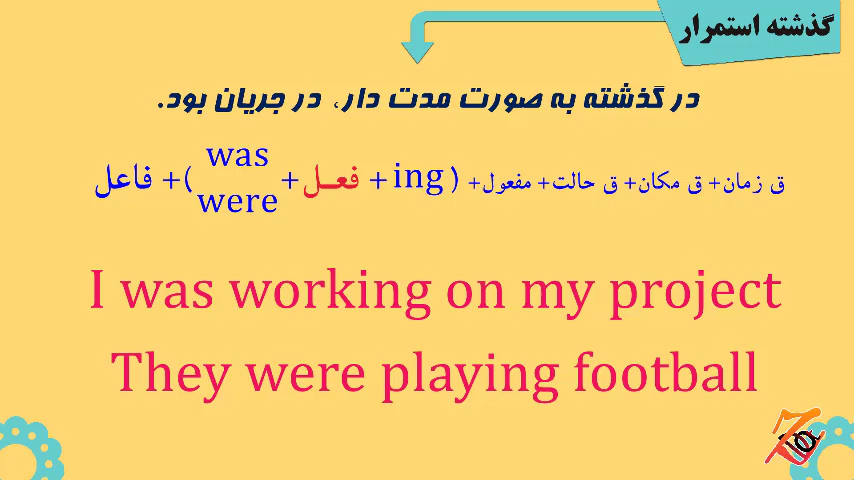 گذشته استمرار
در گذشته به صورت مدت دار، در جریان بود.
فاعل +( was were + فعـل + ing ) +مفعول +ق حالت +ق مکان +ق زمان
I was working on my project
They were playing football